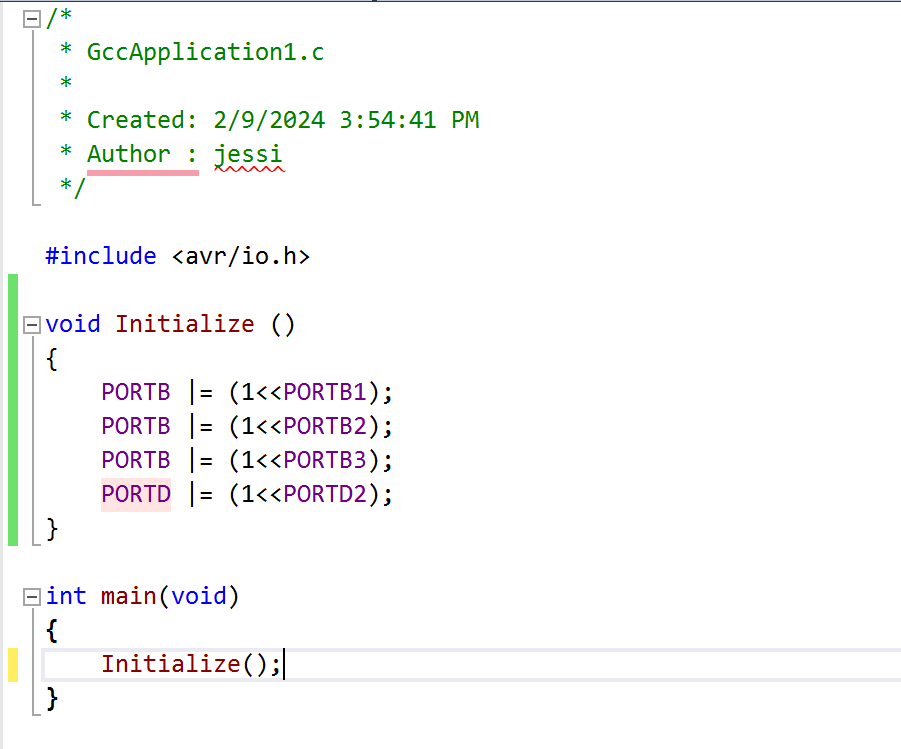 /*
 * GccApplication1.c
 *
 * Created: 2/9/2024 3:54:41 PM
 * Author : jessi
 */
#include <avr/io.h>
void Initialize ()
{
    PORTB |= (1<<PORTB1);
    PORTB |= (1<<PORTB2);
    PORTB |= (1<<PORTB3);
    PORTD |= (1<<PORTD2);
}
int main(void)
{
    Initialize();
}